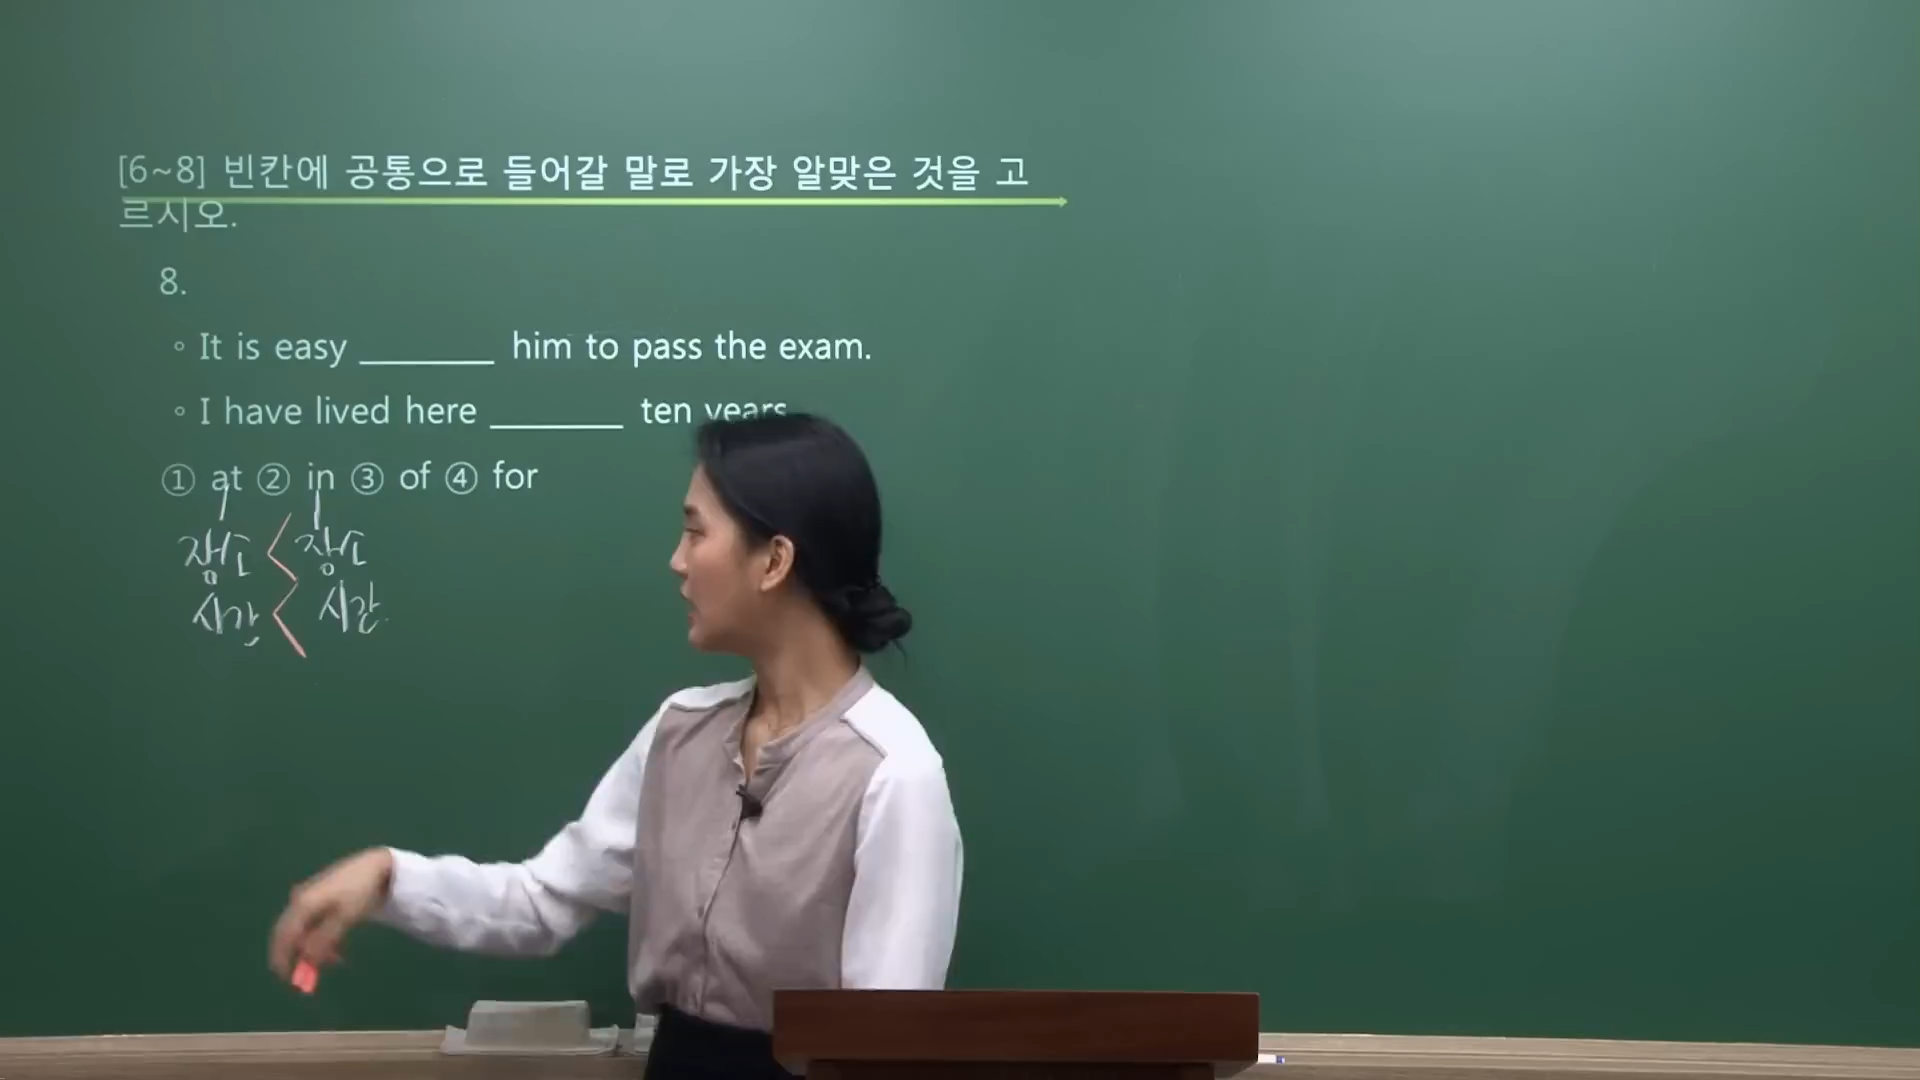 [6~8] 빈칸에 공통으로 들어갈 말로 가장 알맞은 것을 고
르시오.
8.
◦ It is easy _______ him to pass the exam.
◦ I have lived here _______ ten years
① at ② in ③ of ④ for
장소 < 장소
시간 < 시간